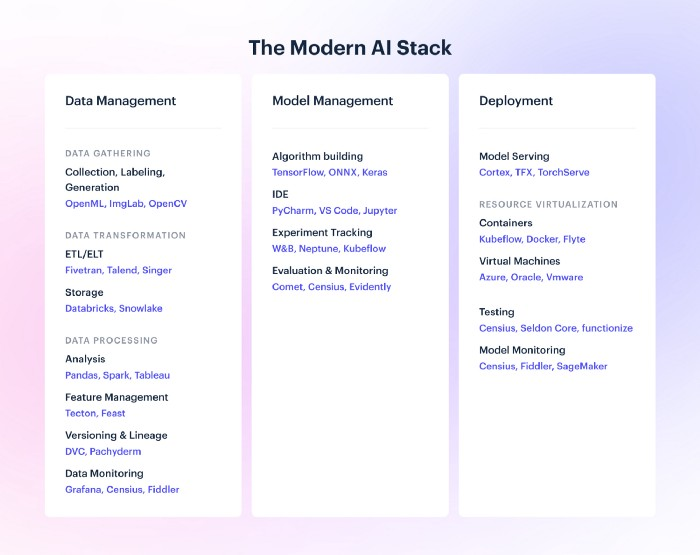 The Modern AI Stack
Data Management
DATA GATHERING
Collection, Labeling,
Generation
OpenML, ImgLab, OpenCV
DATA TRANSFORMATION
ETL/ELT
Fivetran, Talend, Singer
Storage
Databricks, Snowlake
DATA PROCESSING
Analysis
Pandas, Spark, Tableau
Feature Management
Tecton, Feast
Versioning & Lineage
DVC, Pachyderm
Data Monitoring
Grafana, Census, Fiddler
Model Management
Algorithm building
TensorFlow, ONNX, Keras
IDE
PyCharm, VS Code, Jupyter
Experiment Tracking
W&B, Neptune, Kubeflow
Evaluation & Monitoring
Comet, Censius, Evidently
Deployment
Model Serving
Cortex, TFX, TorchServe
RESOURCE VIRTUALIZATION
Containers
Kubeflow, Docker, Flyte
Virtual Machines
Azure, Oracle, Vmware
Testing
Censius, Seldon Core, functionize
Model Monitoring
Censius, Fiddler, SageMaker